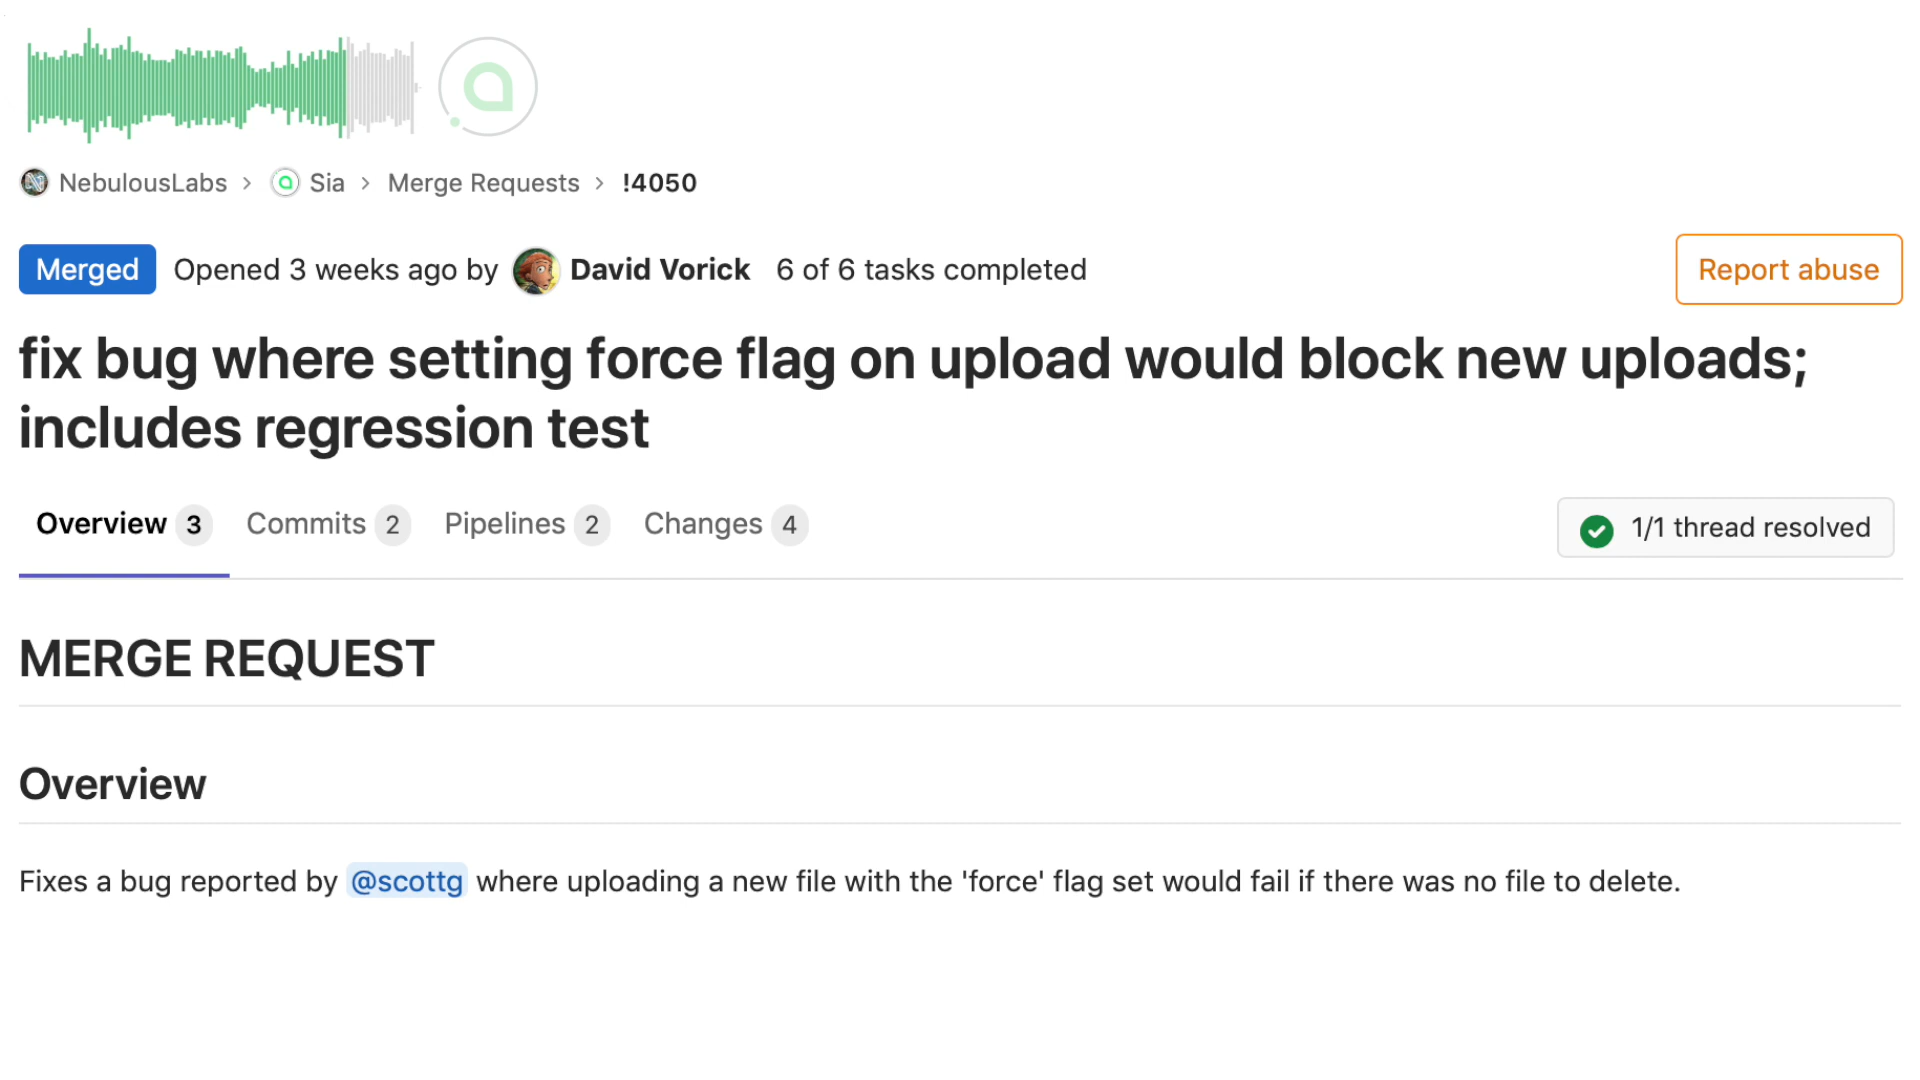 NebulousLabs > Sia > Merge Requests > !4050
Merged Opened 3 weeks ago by David Vorick 6 of 6 tasks completed Report abuse
fix bug where setting force flag on upload would block new uploads;
includes regression test
Overview 3 Commits 2 Pipelines 2 Changes 4 1/1 thread resolved
MERGE REQUEST
Overview
Fixes a bug reported by @scottg where uploading a new file with the 'force' flag set would fail if there was no file to delete.